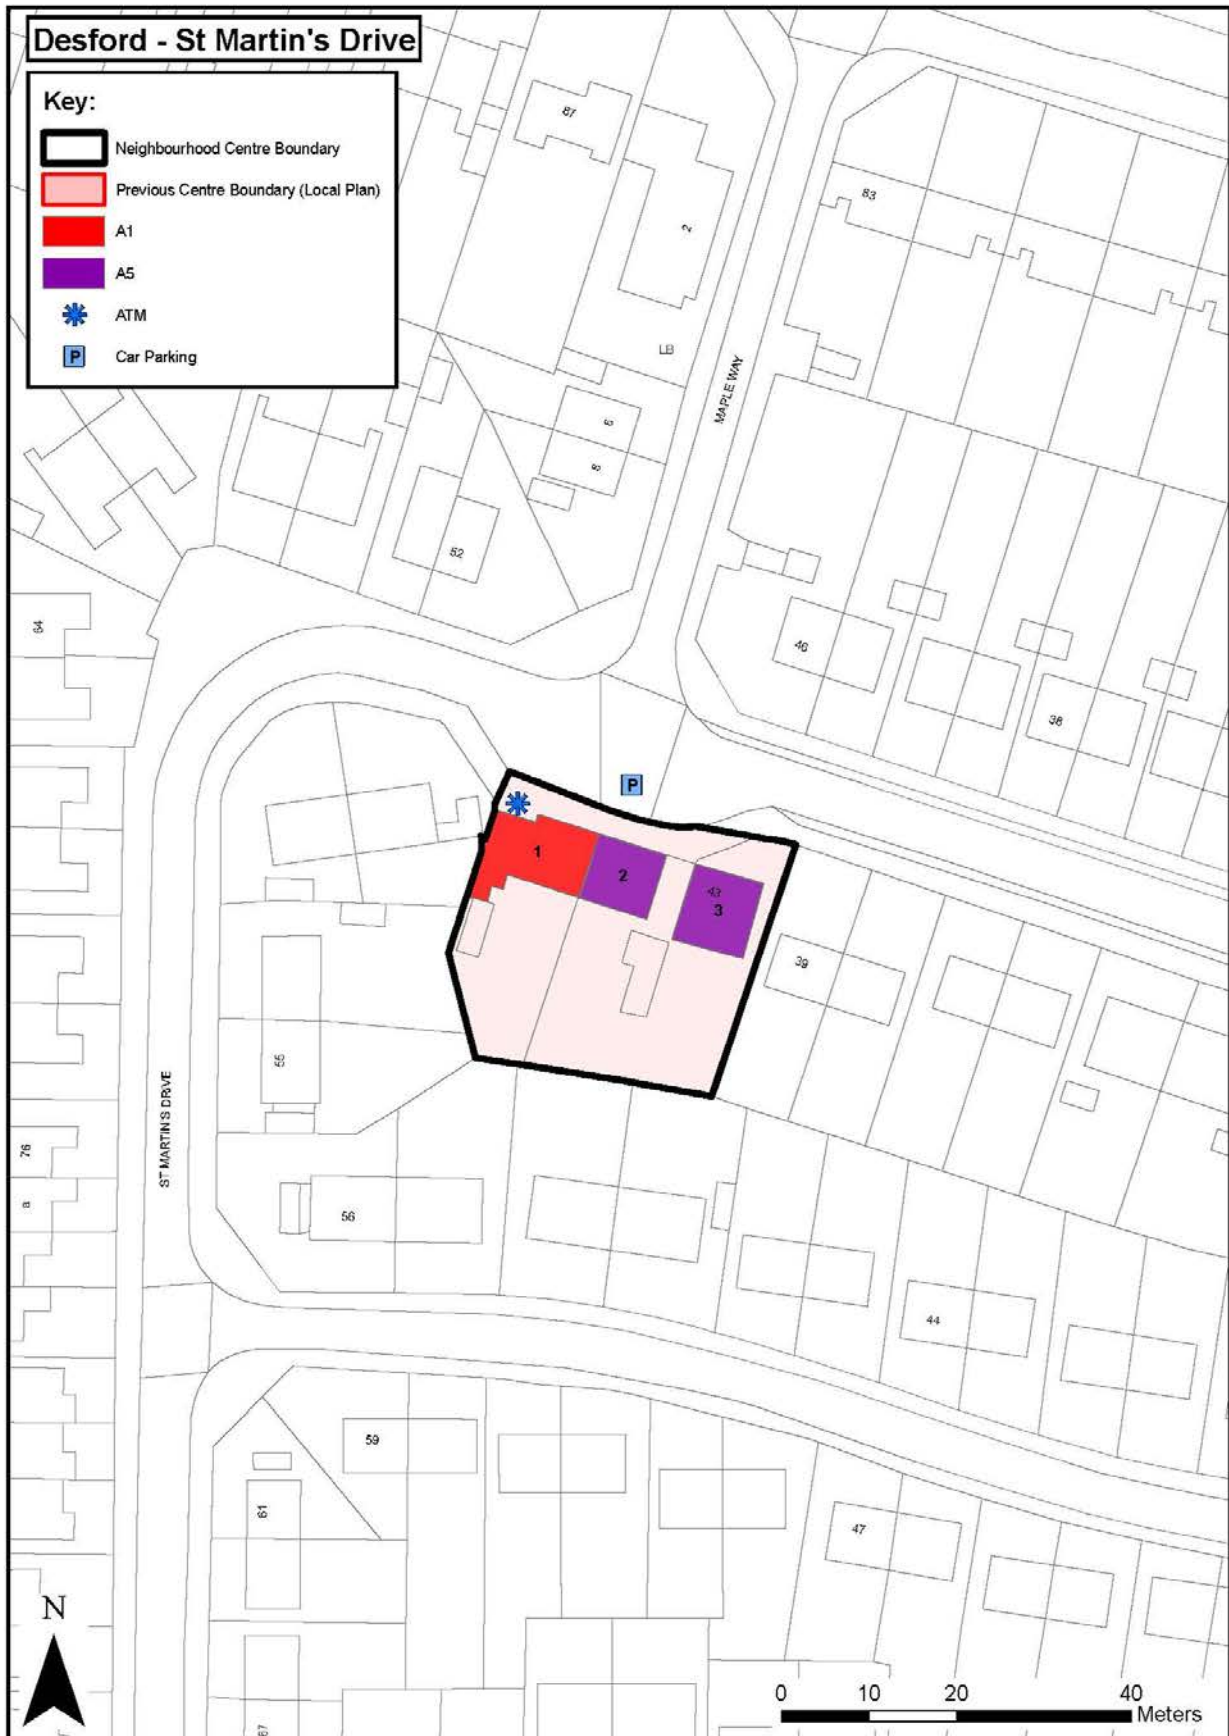 Desford - St Martin's Drive
Key:
Neighbourhood Centre Boundary
Previous Centre Boundary (Local Plan)
A1
A5
ATM
P Car Parking
87
2
83
LB
MAPLE WAY
6
8
52
64
46
38
P
1
2
43
3
39
55
ST MARTIN'S DRIVE
76
a
56
44
59
61
47
N
67
0 10 20 40
Meters